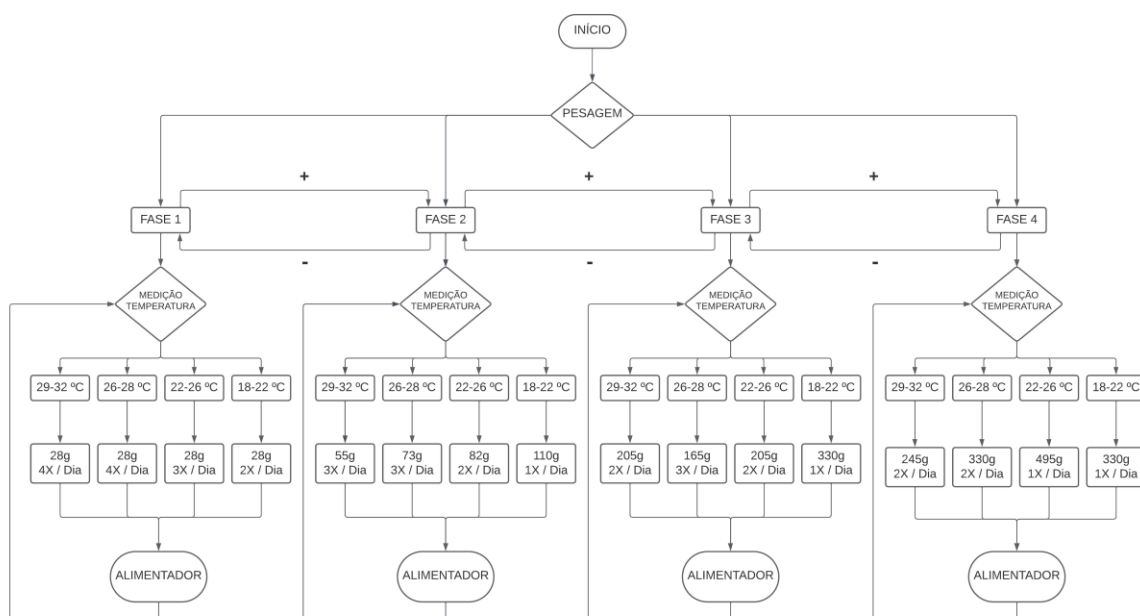 INÍCIO
PESAGEM
+
+
+
FASE 1
FASE 2
FASE 3
FASE 4
-
-
-
MEDIÇÃO
TEMPERATURA
MEDIÇÃO
TEMPERATURA
MEDIÇÃO
TEMPERATURA
MEDIÇÃO
TEMPERATURA
29-32 ºC
26-28 ºC
22-26 ºC
18-22 ºC
29-32 ºC
26-28 ºC
22-26 ºC
18-22 ºC
29-32 ºC
26-28 ºC
22-26 ºC
18-22 ºC
29-32 ºC
26-28 ºC
22-26 ºC
18-22 ºC
28g
4X / Dia
28g
4X / Dia
28g
3X / Dia
28g
2X / Dia
55g
3X / Dia
73g
3X / Dia
82g
2X / Dia
110g
1X / Dia
205g
2X / Dia
165g
3X / Dia
205g
2X / Dia
330g
1X / Dia
245g
2X / Dia
330g
2X / Dia
495g
1X / Dia
330g
1X / Dia
ALIMENTADOR
ALIMENTADOR
ALIMENTADOR
ALIMENTADOR